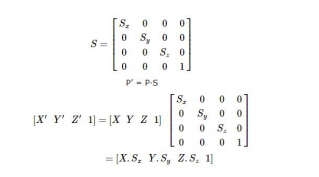 S = [ S_x 0 0 0
0 S_y 0 0
0 0 S_z 0
0 0 0 1 ]
P' = P·S
[X' Y' Z' 1] = [X Y Z 1] [ S_x 0 0 0
0 S_y 0 0
0 0 S_z 0
0 0 0 1 ]
= [X.S_x Y.S_y Z.S_z 1]